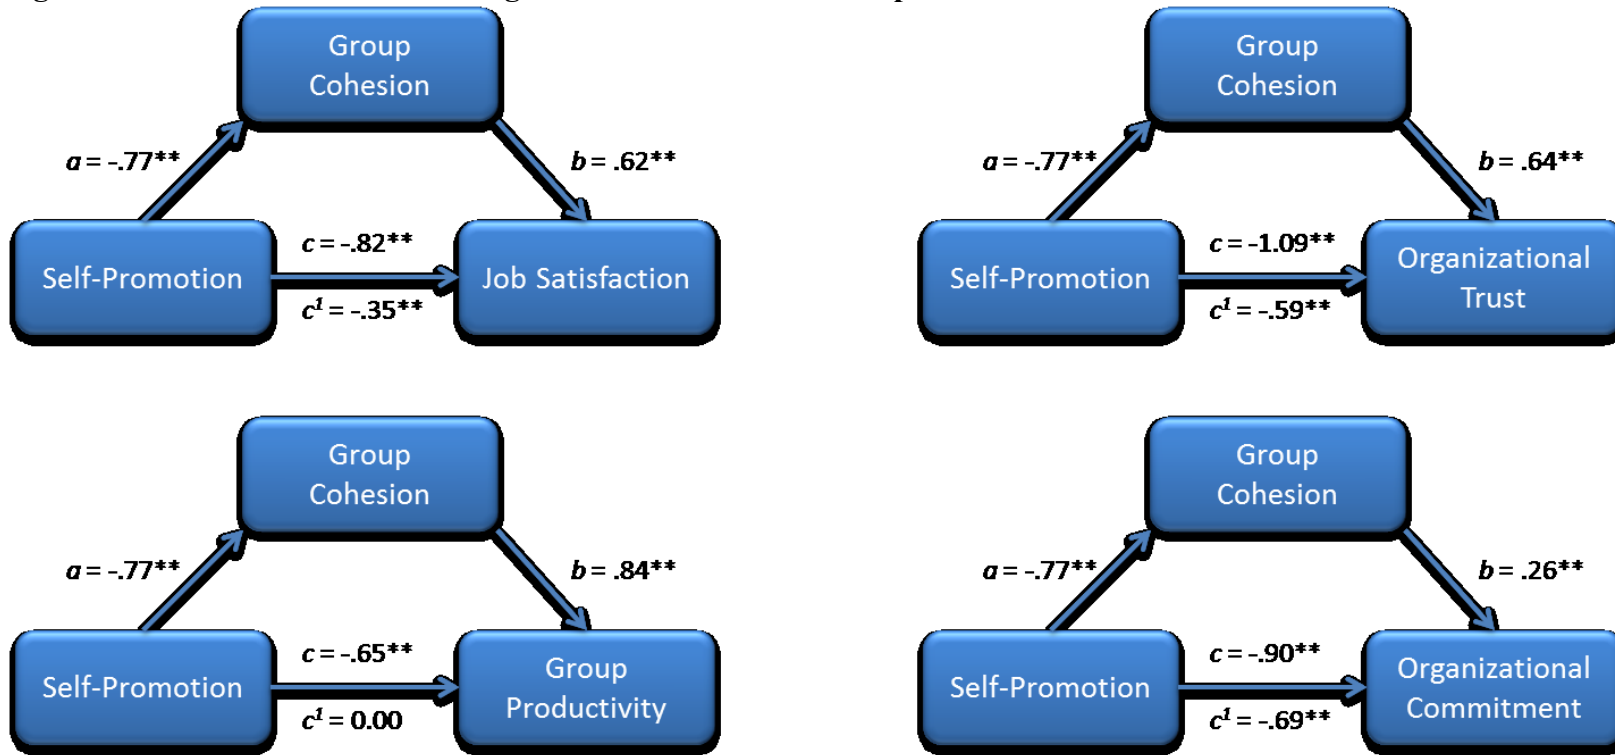 Group
Cohesion
a = -.77**
b = .62**
Self-Promotion
c = -.82**
c¹ = -.35**
Job Satisfaction
Group
Cohesion
a = -.77**
b = .64**
Self-Promotion
c = -1.09**
c¹ = -.59**
Organizational
Trust
Group
Cohesion
a = -.77**
b = .84**
Self-Promotion
c = -.65**
c¹ = 0.00
Group
Productivity
Group
Cohesion
a = -.77**
b = .26**
Self-Promotion
c = -.90**
c¹ = -.69**
Organizational
Commitment